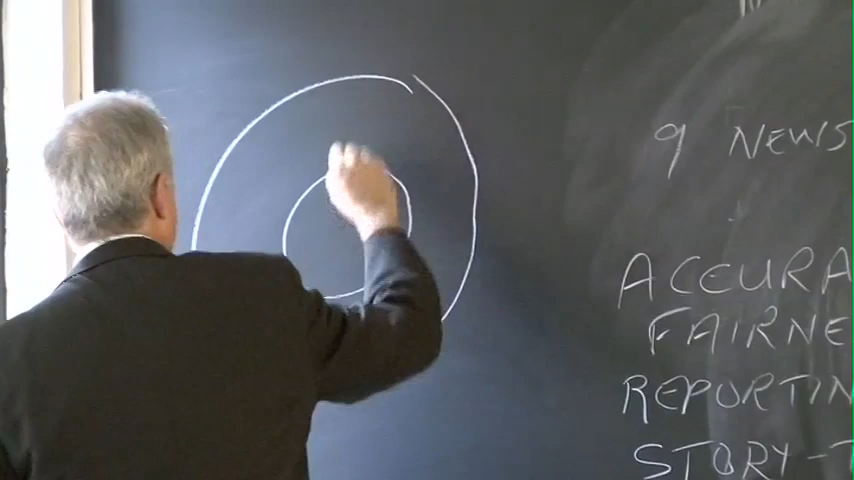 9 NEWS
ACCURA
FAIRNE
REPORTIN
STORY-T